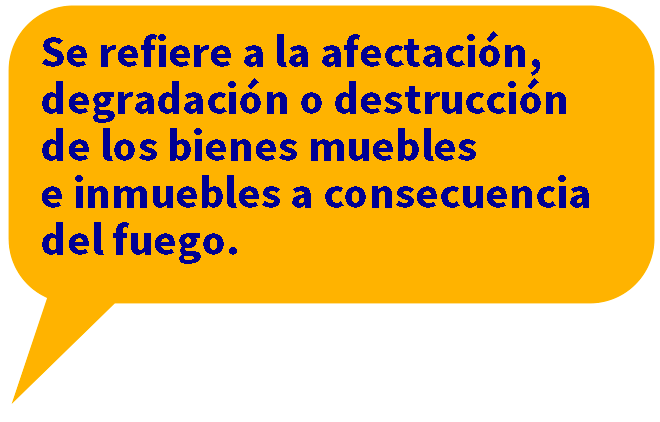 Se refiere a la afectación,
degradación o destrucción
de los bienes muebles
e inmuebles a consecuencia
del fuego.